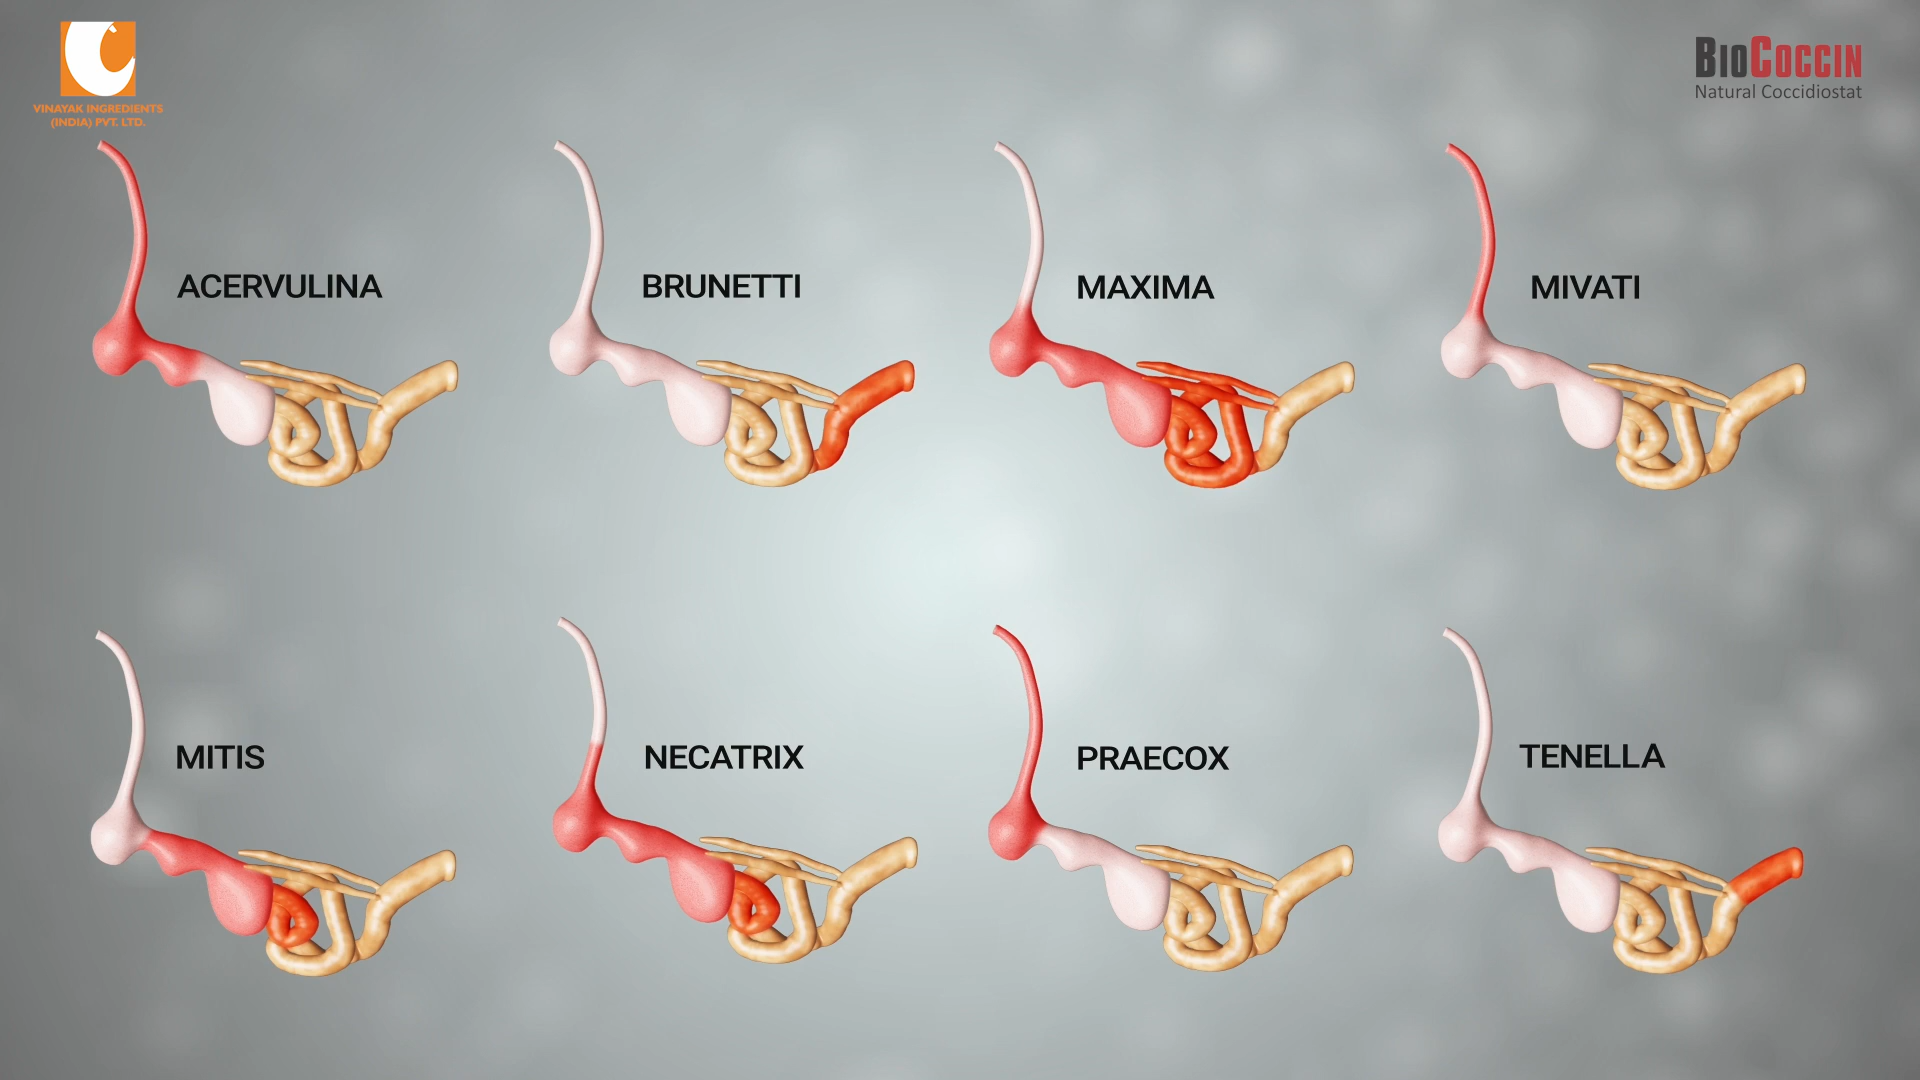 VINAYAK INGREDIENTS
(INDIA) PVT. LTD.
BIOCOCCIN
Natural Coccidiostat
ACERVULINA
BRUNETTI
MAXIMA
MIVATI
MITIS
NECATRIX
PRAECOX
TENELLA